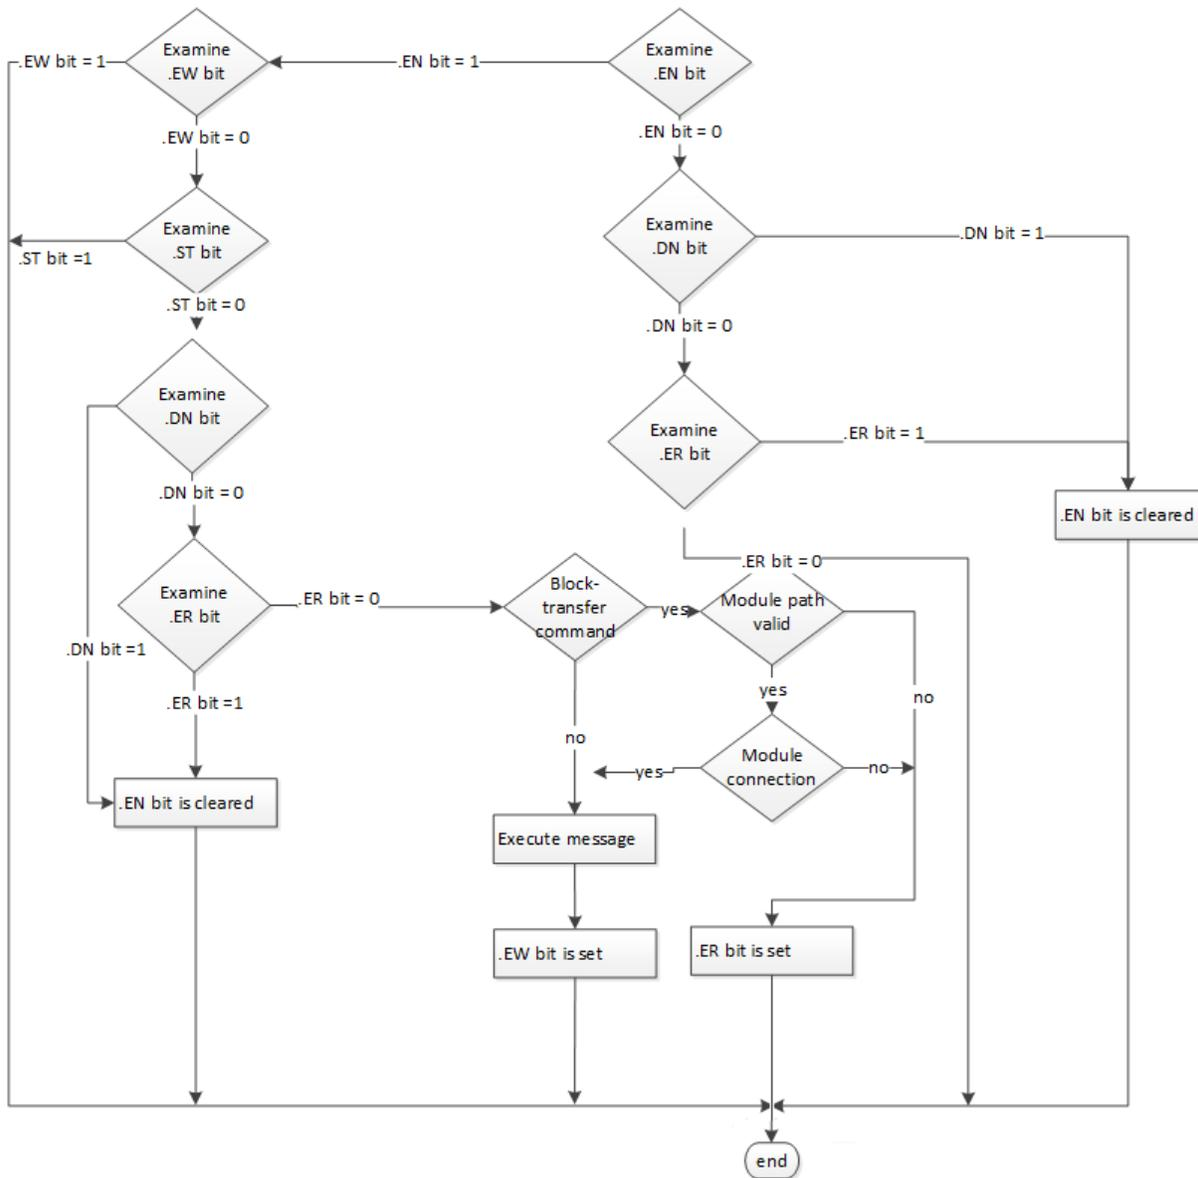 Examine
.EW bit
Examine
.EN bit
.EW bit = 1
.EN bit = 1
.EN bit = 0
.EW bit = 0
Examine
.ST bit
Examine
.DN bit
.DN bit = 1
.ST bit =1
.ST bit = 0
.DN bit = 0
Examine
.DN bit
Examine
.ER bit
.ER bit = 1
.DN bit = 0
.EN bit is cleared
.ER bit = 0
Examine
.ER bit
.ER bit = 0
Block-
transfer
command
yes
Module path
valid
.DN bit =1
.ER bit =1
yes
no
no
Module
connection
yes
no
.EN bit is cleared
Execute message
.EW bit is set
.ER bit is set
end